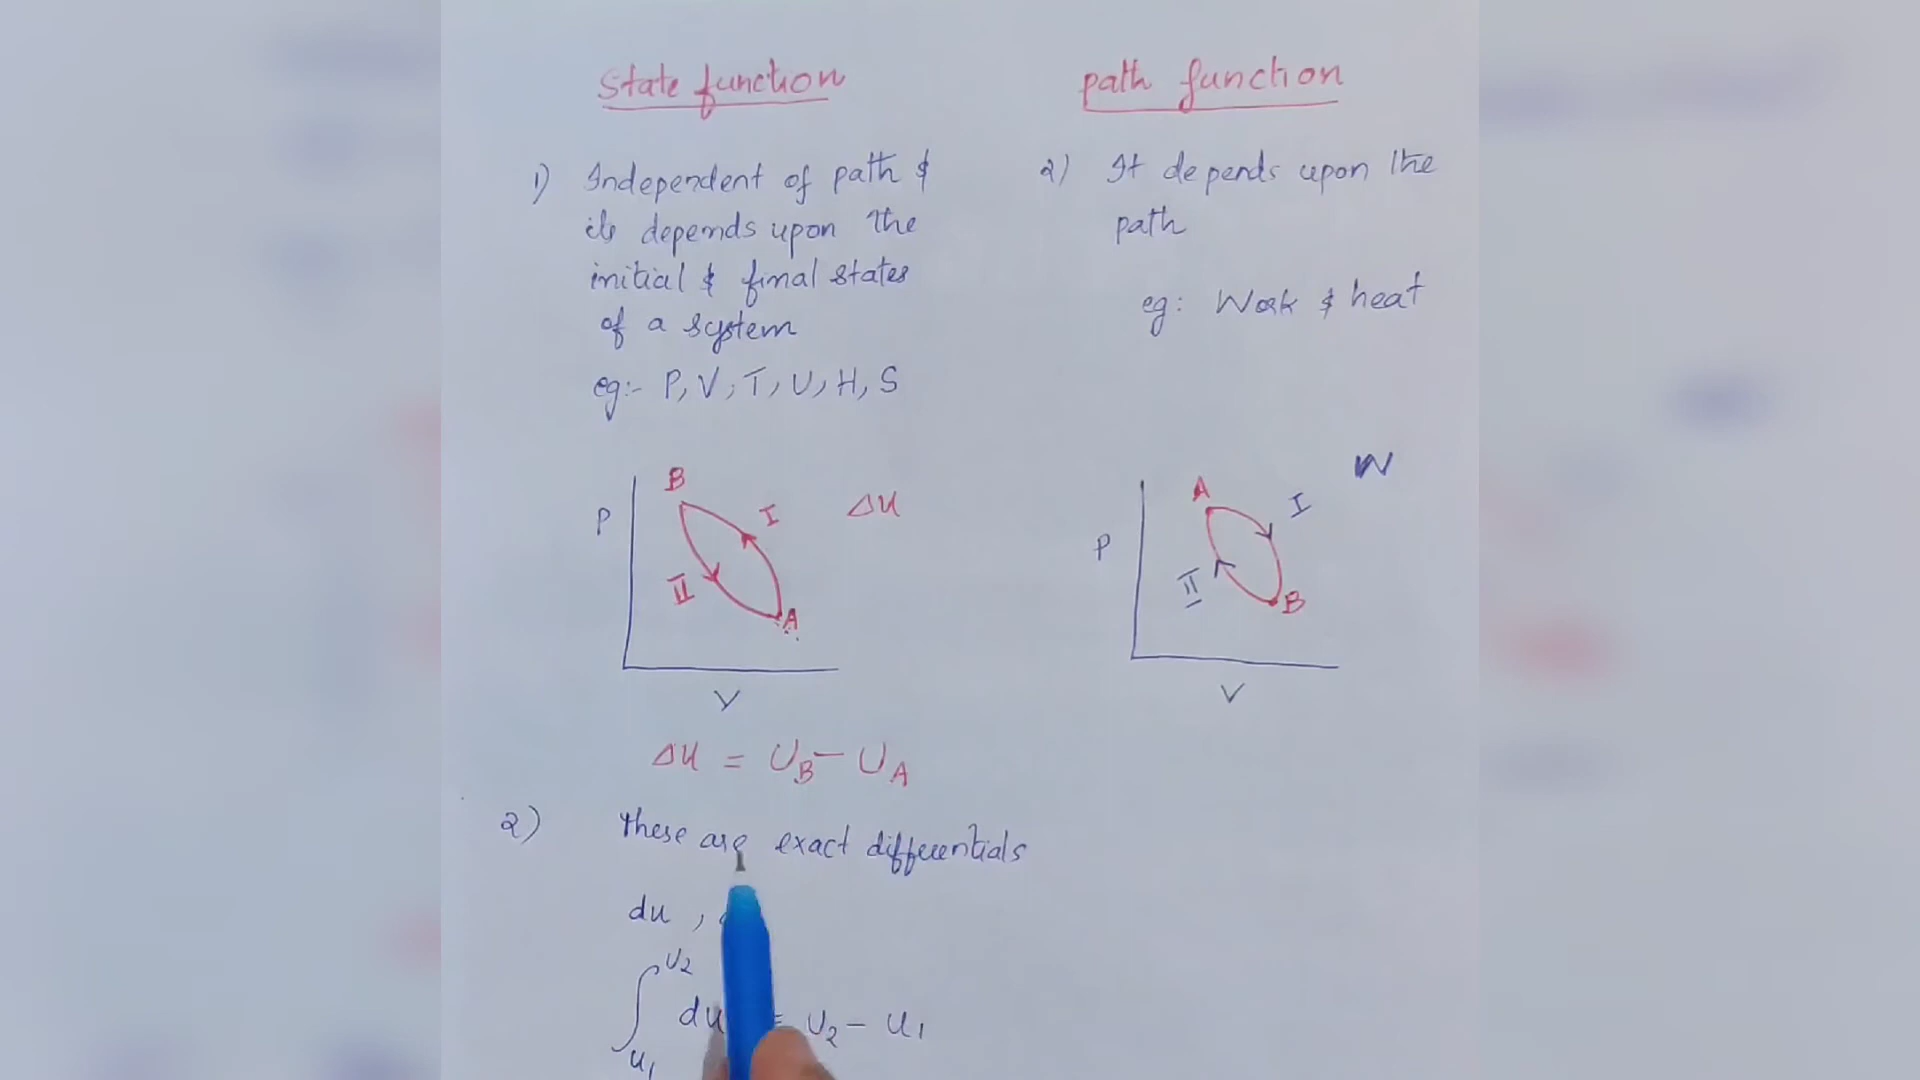 State function
1) Independent of path &
its depends upon the
initial & final states
of a system
eg:- P, V, T, U, H, S
B
P
I
ΔU
II
A
V
ΔU = U_B - U_A
2) These are exact differentials
du ,
∫_{U1}^{U2} du = U2 - U1
path function
2) It depends upon the
path
eg: Work & heat
W
A
I
P
II
B
V